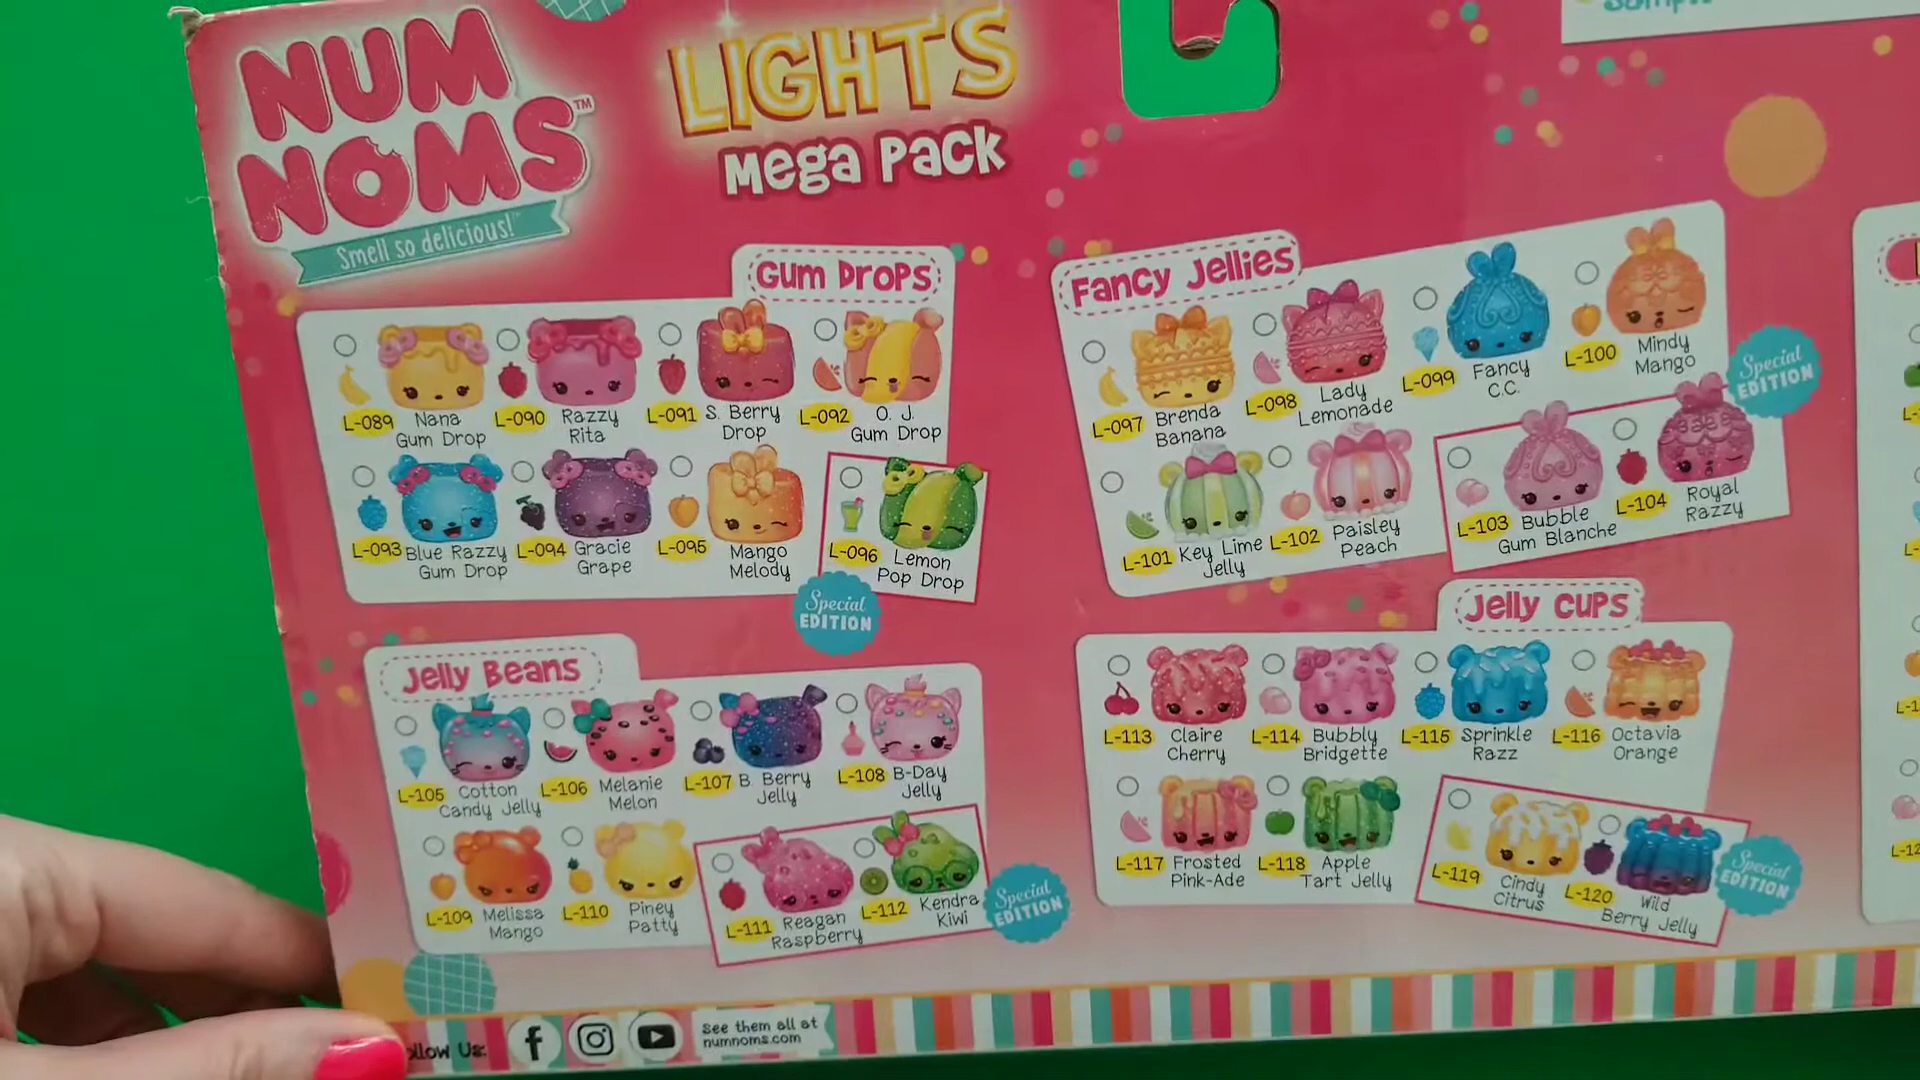 NUM
NOMS™
Smell so delicious!™
LIGHTS
Mega Pack
Gum Drops
L-089 Nana
Gum Drop
L-090 Razzy
Rita
L-091 S. Berry
Drop
L-092 O. J.
Gum Drop
L-093 Blue Razzy
Gum Drop
L-094 Gracie
Grape
L-095 Mango
Melody
L-096 Lemon
Pop Drop
Special
EDITION
Fancy Jellies
L-097 Brenda
Banana
L-098 Lady
Lemonade
L-099 Fancy
C.C.
L-100 Mindy
Mango
L-101 Key Lime
Jelly
L-102 Paisley
Peach
L-103 Bubble
Gum Blanche
L-104 Royal
Razzy
Special
EDITION
Jelly Beans
L-105 Cotton
Candy Jelly
L-106 Melanie
Melon
L-107 B. Berry
Jelly
L-108 B-Day
Jelly
L-109 Melissa
Mango
L-110 Piney
Patty
L-111 Reagan
Raspberry
L-112 Kendra
Kiwi
Special
EDITION
Jelly Cups
L-113 Claire
Cherry
L-114 Bubbly
Bridgette
L-115 Sprinkle
Razz
L-116 Octavia
Orange
L-117 Frosted
Pink-Ade
L-118 Apple
Tart Jelly
L-119 Cindy
Citrus
L-120 Wild
Berry Jelly
Special
EDITION
ollow Us:
See them all at
numnoms.com